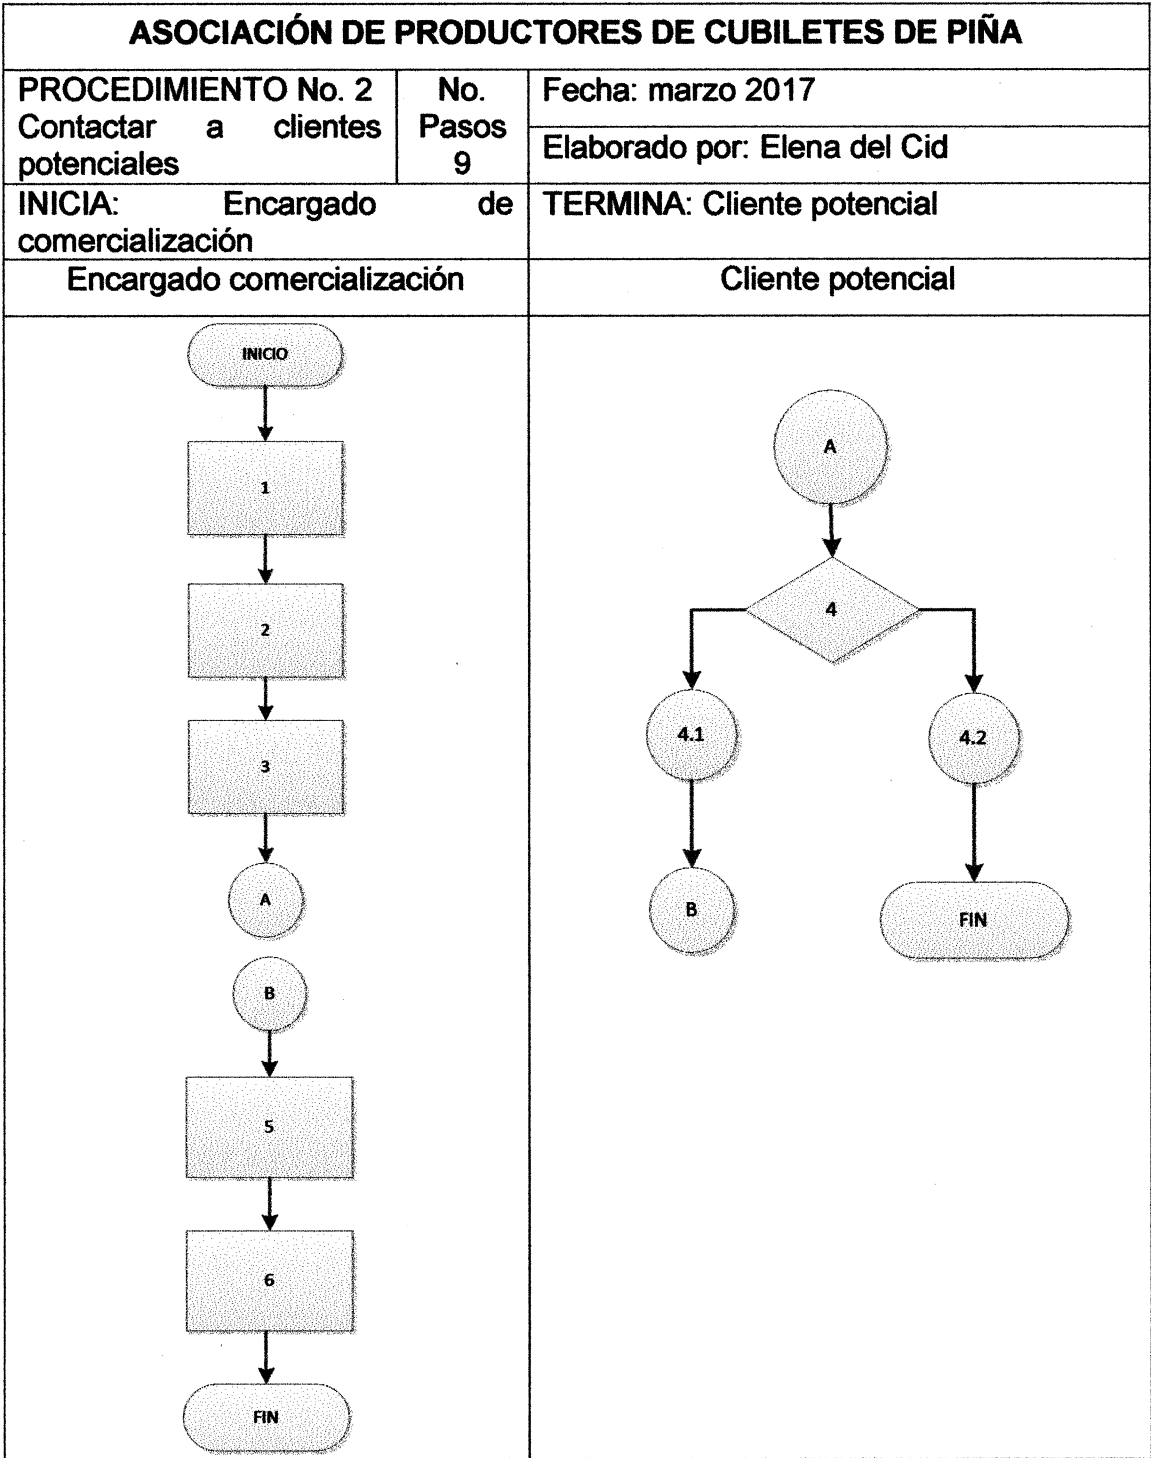 ASOCIACIÓN DE PRODUCTORES DE CUBILETES DE PIÑA
PROCEDIMIENTO No. 2
Contactar a clientes
potenciales
No.
Pasos
9
Fecha: marzo 2017
Elaborado por: Elena del Cid
INICIA: Encargado de
comercialización
TERMINA: Cliente potencial
Encargado comercialización
Cliente potencial
INICIO
1
2
3
A
B
5
6
FIN
A
4
4.1
4.2
B
FIN